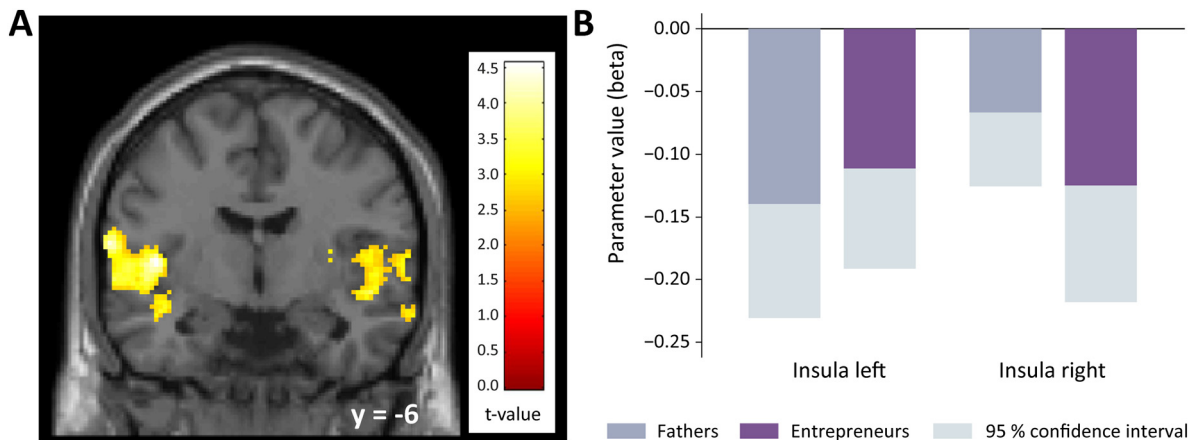 A
4.5
4.0
3.5
3.0
2.5
2.0
1.5
1.0
0.5
0.0
t-value
y = -6
B
Parameter value (beta)
0.00
−0.05
−0.10
−0.15
−0.20
−0.25
Insula left
Insula right
Fathers
Entrepreneurs
95 % confidence interval